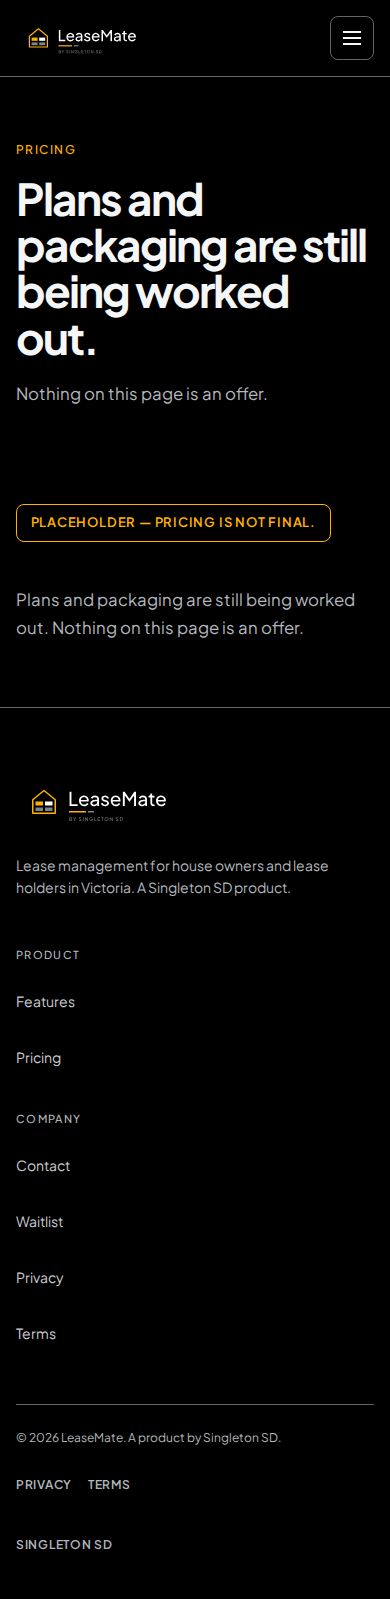 LeaseMate
BY SINGLETON SD
PRICING
Plans and
packaging are still
being worked
out.
Nothing on this page is an offer.
PLACEHOLDER — PRICING IS NOT FINAL.
Plans and packaging are still being worked
out. Nothing on this page is an offer.
LeaseMate
BY SINGLETON SD
Lease management for house owners and lease
holders in Victoria. A Singleton SD product.
PRODUCT
Features
Pricing
COMPANY
Contact
Waitlist
Privacy
Terms
© 2026 LeaseMate. A product by Singleton SD.
PRIVACY TERMS
SINGLETON SD